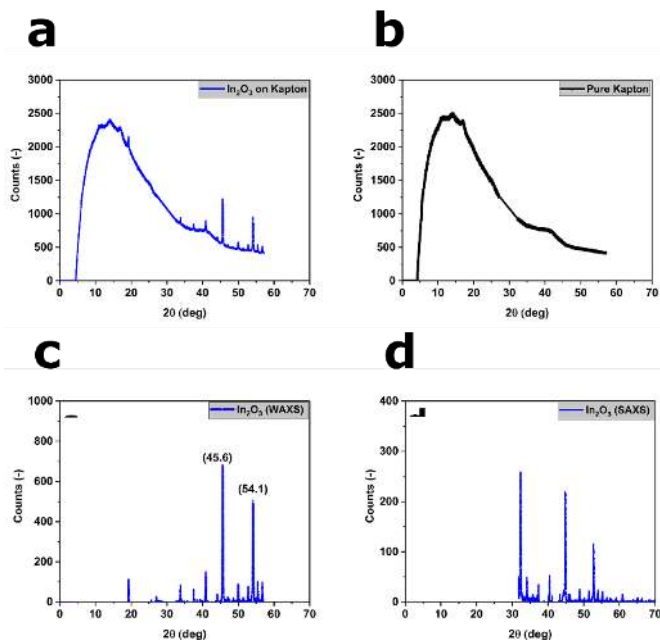 a
b
3000
2500
2000
1500
1000
500
0
Counts (-)
In₂O₃ on Kapton
0 10 20 30 40 50 60 70
2θ (deg)
3000
2500
2000
1500
1000
500
0
Counts (-)
Pure Kapton
0 10 20 30 40 50 60 70
2θ (deg)
c
d
1000
800
600
400
200
0
Counts (-)
In₂O₃ (WAXS)
(45.6)
(54.1)
0 10 20 30 40 50 60 70
2θ (deg)
400
300
200
100
0
Counts (-)
In₂O₃ (SAXS)
0 10 20 30 40 50 60 70
2θ (deg)